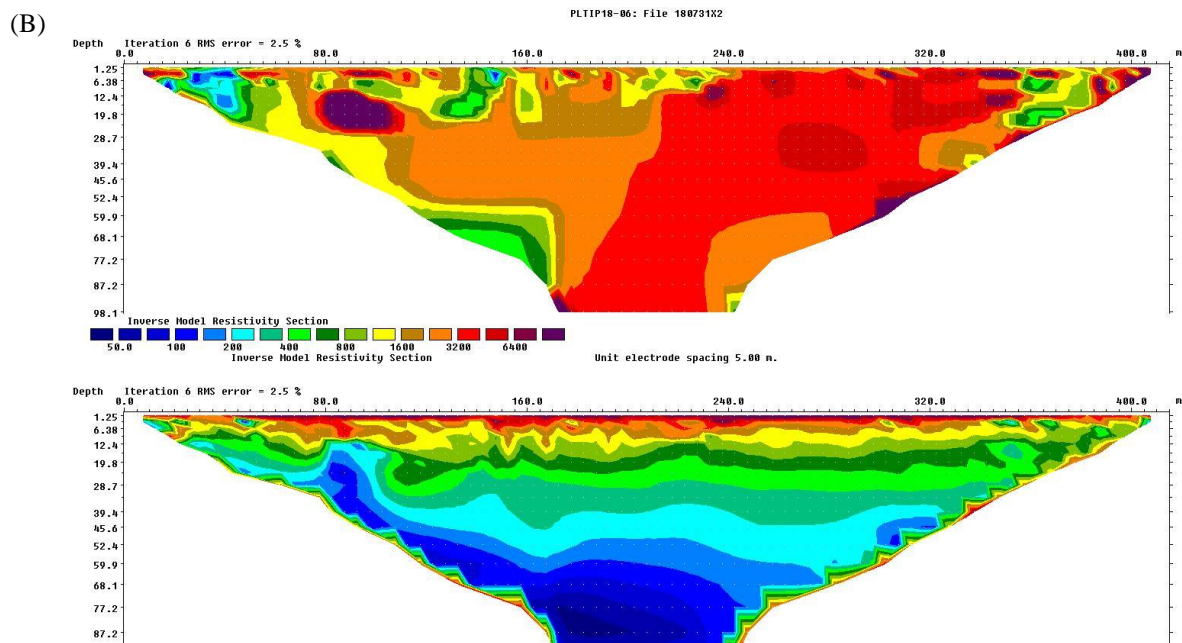 (B)
PLTIP18-06: File 180731X2
Depth Iteration 6 RMS error = 2.5 %
0.0 80.0 160.0 240.0 320.0 400.0 m.
1.25
6.38
12.4
19.8
28.7
39.4
45.6
52.4
59.9
68.1
77.2
87.2
98.1
Inverse Model Resistivity Section
50.0 100 200 400 800 1600 3200 6400
Inverse Model Resistivity Section Unit electrode spacing 5.00 m.
Depth Iteration 6 RMS error = 2.5 %
0.0 80.0 160.0 240.0 320.0 400.0 m.
1.25
6.38
12.4
19.8
28.7
39.4
45.6
52.4
59.9
68.1
77.2
87.2